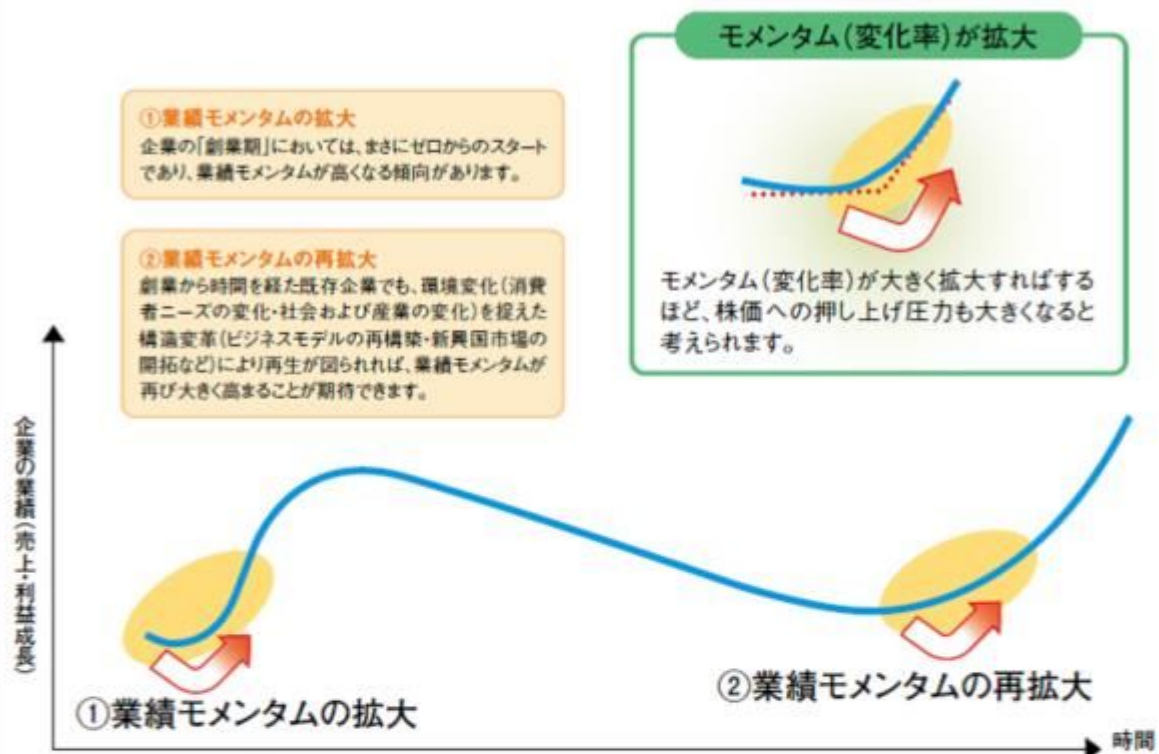 モメンタム(変化率)が拡大
①業績モメンタムの拡大
企業の「創業期」においては、まさにゼロからのスタート
であり、業績モメンタムが高くなる傾向があります。
②業績モメンタムの再拡大
創業から時間を経た既存企業でも、環境変化(消費
者ニーズの変化・社会および産業の変化)を捉えた
構造変革(ビジネスモデルの再構築・新興国市場の
開拓など)により再生が図られれば、業績モメンタムが
再び大きく高まることが期待できます。
モメンタム(変化率)が大きく拡大すればする
ほど、株価への押し上げ圧力も大きくなると
考えられます。
企業の業績(売上・利益成長)
①業績モメンタムの拡大
②業績モメンタムの再拡大
時間